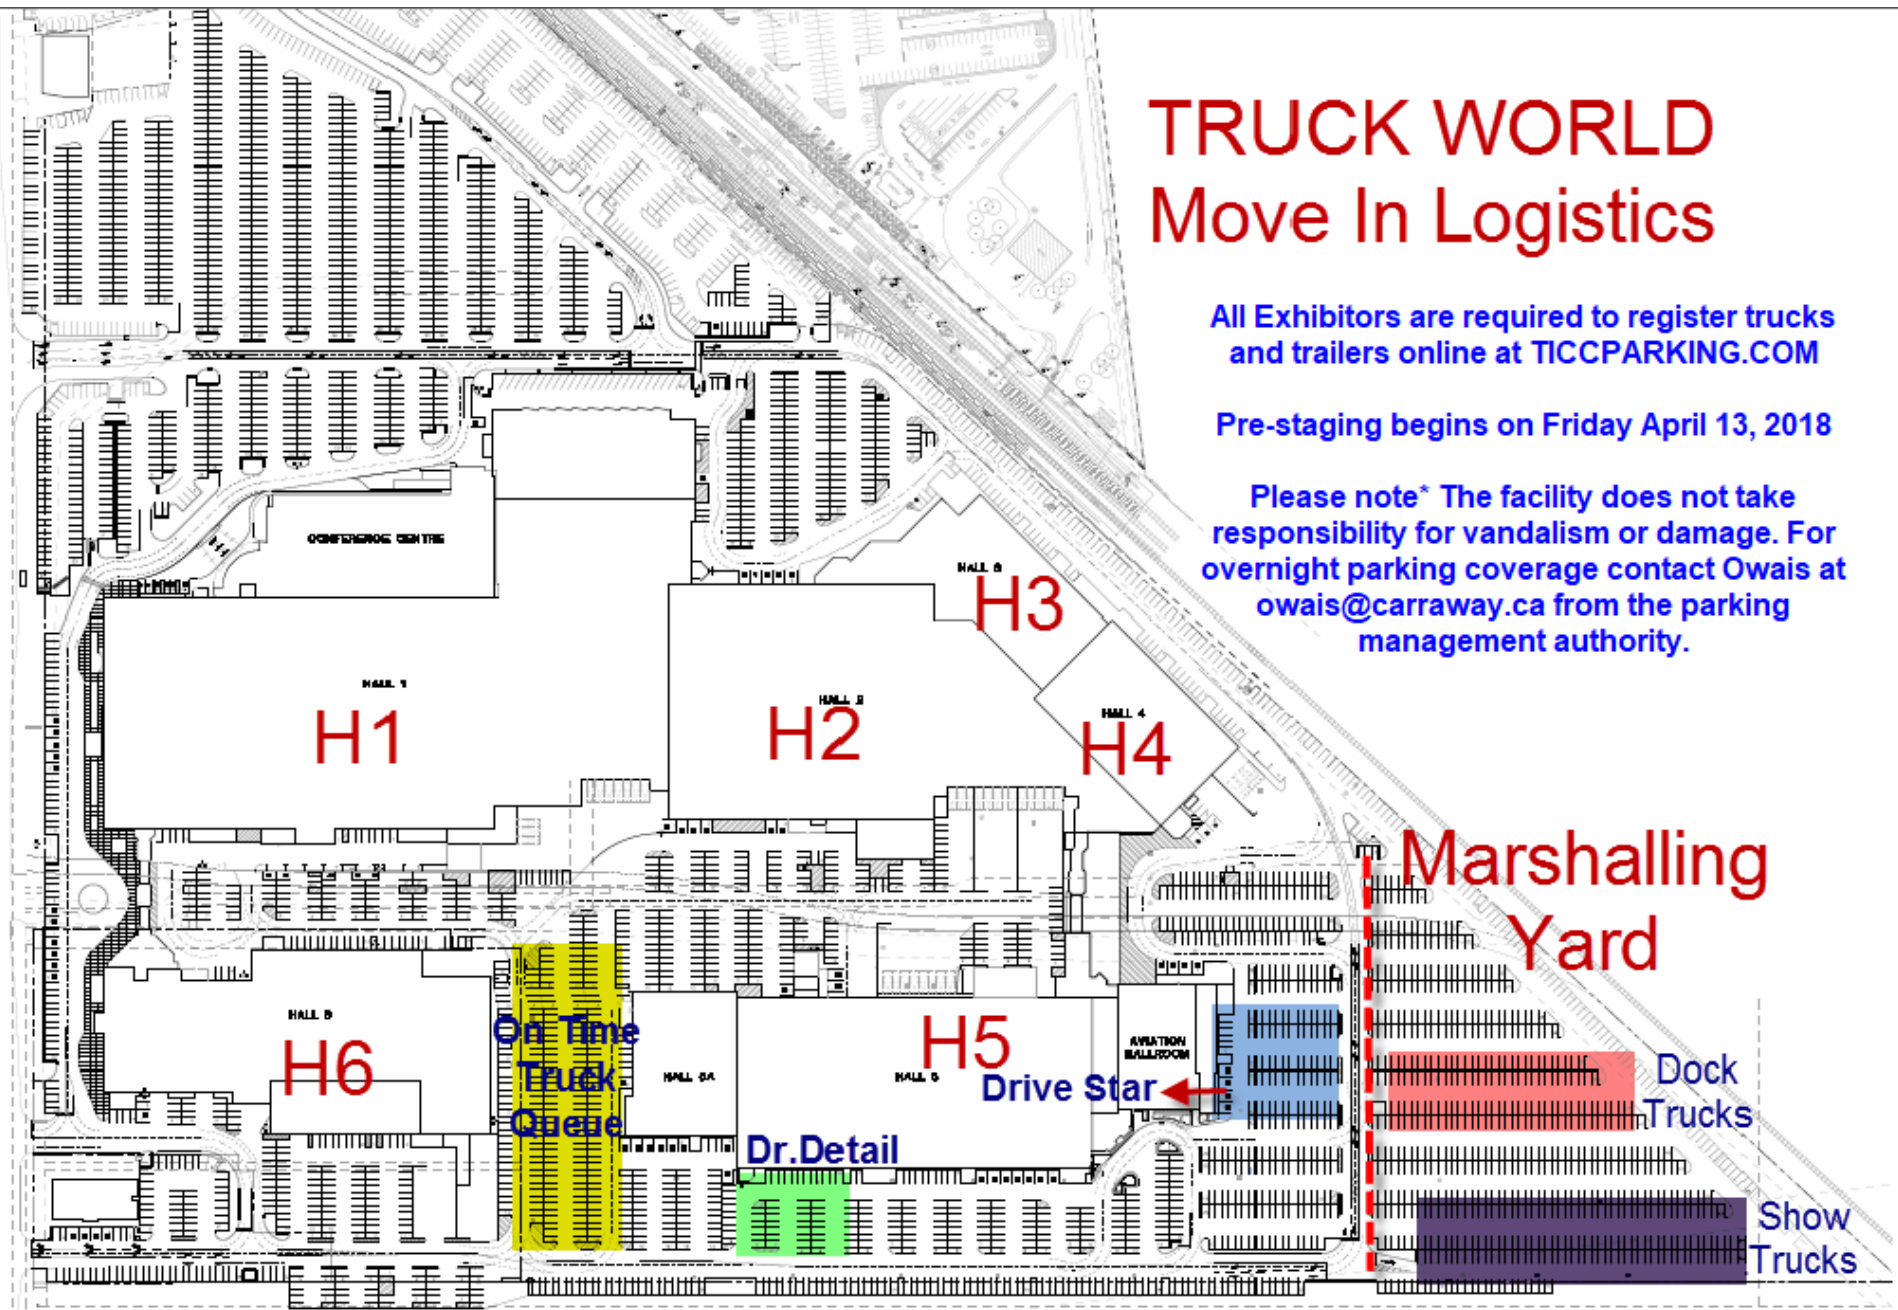 TRUCK WORLD
Move In Logistics
All Exhibitors are required to register trucks
and trailers online at TICCPARKING.COM
Pre-staging begins on Friday April 13, 2018
Please note* The facility does not take
responsibility for vandalism or damage. For
overnight parking coverage contact Owais at
owais@carraway.ca from the parking
management authority.
CONFERENCE CENTRE
H3
HALL 1
H1
HALL 2
H2
HALL 4
H4
Marshalling
Yard
H6
On Time
Truck
Queue
HALL 5A
H5
HALL 5
AVIATION
BALLROOM
Drive Star
Dr.Detail
Dock
Trucks
Show
Trucks